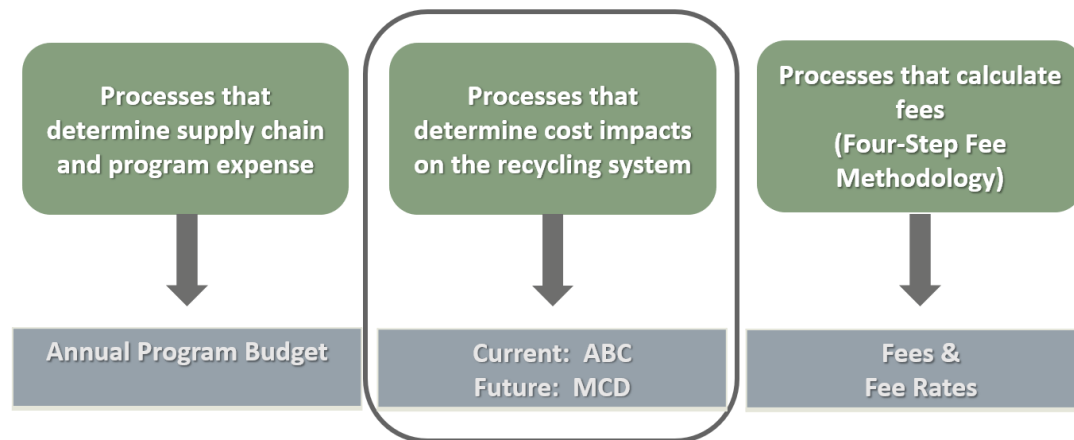 Processes that
determine supply chain
and program expense
Processes that
determine cost impacts
on the recycling system
Processes that calculate
fees
(Four-Step Fee
Methodology)
Annual Program Budget
Current:  ABC
Future:  MCD
Fees &
Fee Rates